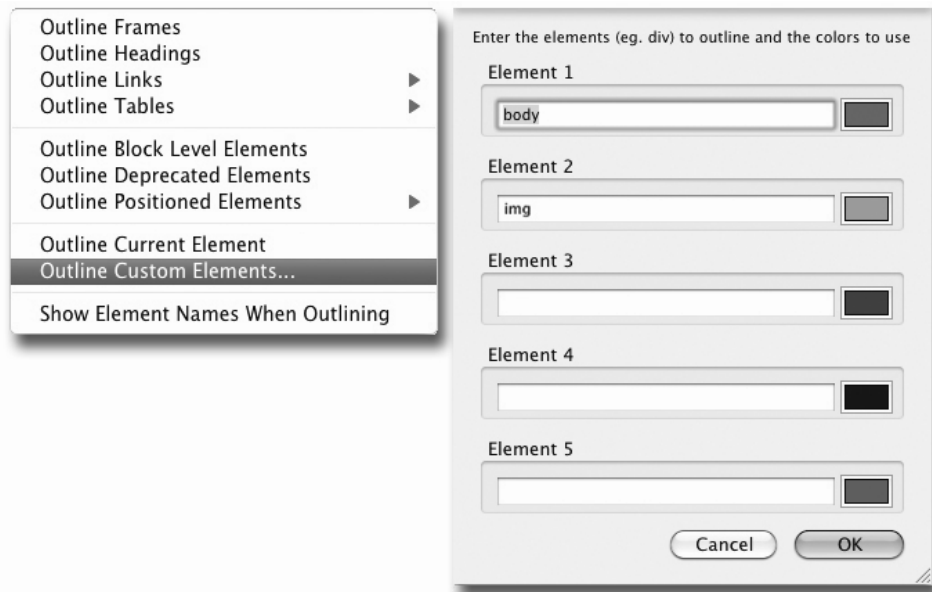 Outline Frames
Outline Headings
Outline Links
Outline Tables
Outline Block Level Elements
Outline Deprecated Elements
Outline Positioned Elements
Outline Current Element
Outline Custom Elements...
Show Element Names When Outlining
Enter the elements (eg. div) to outline and the colors to use
Element 1
body
Element 2
img
Element 3
Element 4
Element 5
Cancel
OK